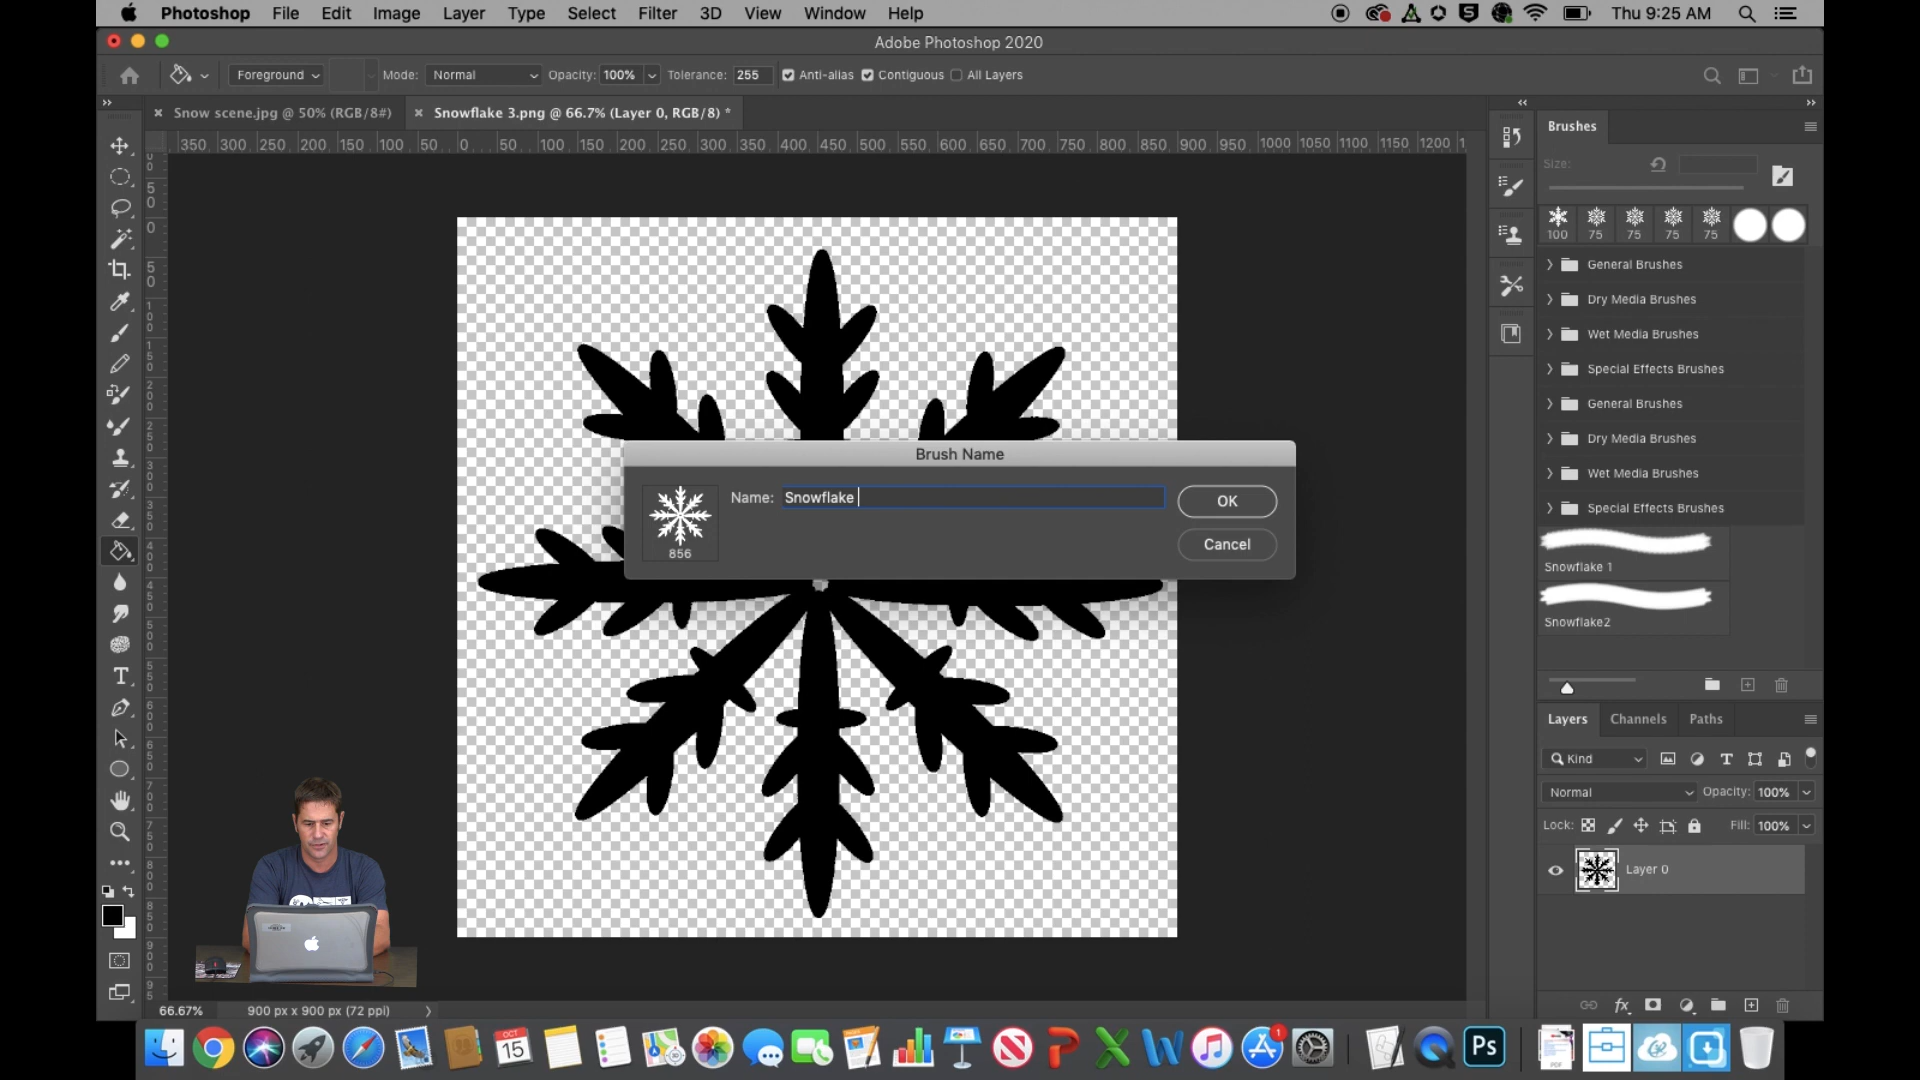 Photoshop File Edit Image Layer Type Select Filter 3D View Window Help Thu 9:25 AM
Adobe Photoshop 2020
Foreground Mode: Normal Opacity: 100% Tolerance: 255 Anti-alias Contiguous All Layers
Snow scene.jpg @ 50% (RGB/8#) Snowflake 3.png @ 66.7% (Layer 0, RGB/8) *
350 300 250 200 150 100 50 0 50 100 150 200 250 300 350 400 450 500 550 600 650 700 750 800 850 900 950 1000 1050 1100 1150 1200 1
Brushes
Size:
100 75 75 75 75
General Brushes
Dry Media Brushes
Wet Media Brushes
Special Effects Brushes
General Brushes
Dry Media Brushes
Wet Media Brushes
Special Effects Brushes
Snowflake 1
Snowflake2
Brush Name
Name: Snowflake
856
OK
Cancel
Layers Channels Paths
Kind
Normal Opacity: 100%
Lock: Fill: 100%
Layer 0
66.67% 900 px x 900 px (72 ppi)
OCT
15
1
Ps
PDF